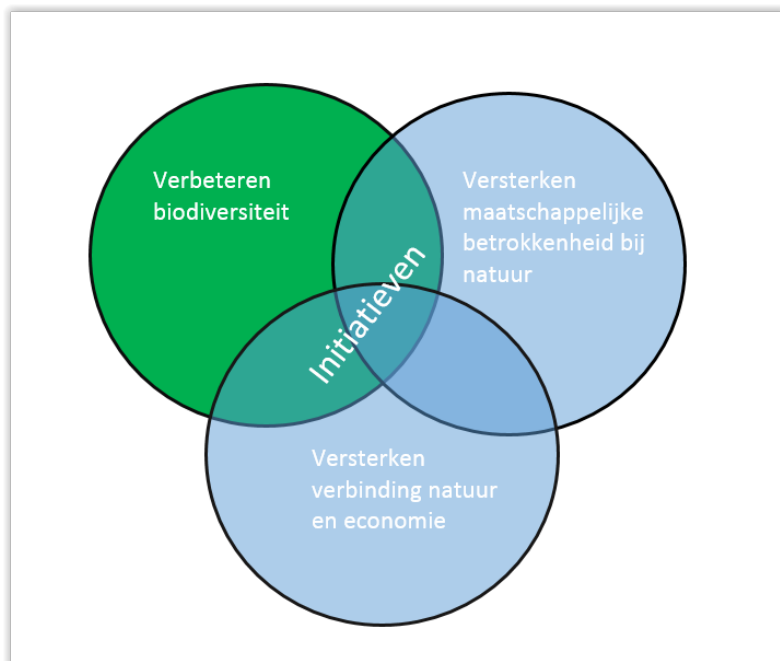 Verbeteren
biodiversiteit
Versterken
maatschappelijke
betrokkenheid bij
natuur
Initiatieven
Versterken
verbinding natuur
en economie